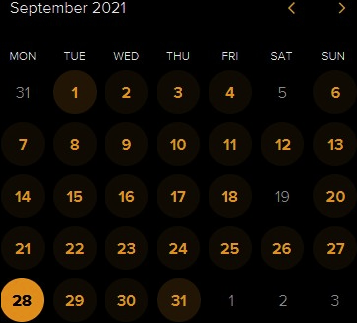 September 2021
MON TUE WED THU FRI SAT SUN
31 1 2 3 4 5 6
7 8 9 10 11 12 13
14 15 16 17 18 19 20
21 22 23 24 25 26 27
28 29 30 31 1 2 3